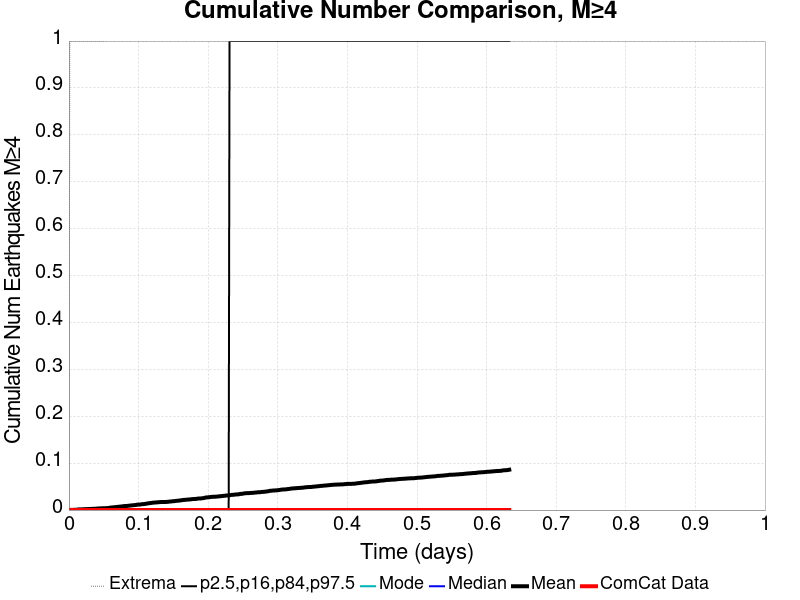 Cumulative Number Comparison, M≥4
Cumulative Num Earthquakes M≥4
1
0.9
0.8
0.7
0.6
0.5
0.4
0.3
0.2
0.1
0
0 0.1 0.2 0.3 0.4 0.5 0.6 0.7 0.8 0.9 1
Time (days)
Extrema p2.5,p16,p84,p97.5 Mode Median Mean ComCat Data